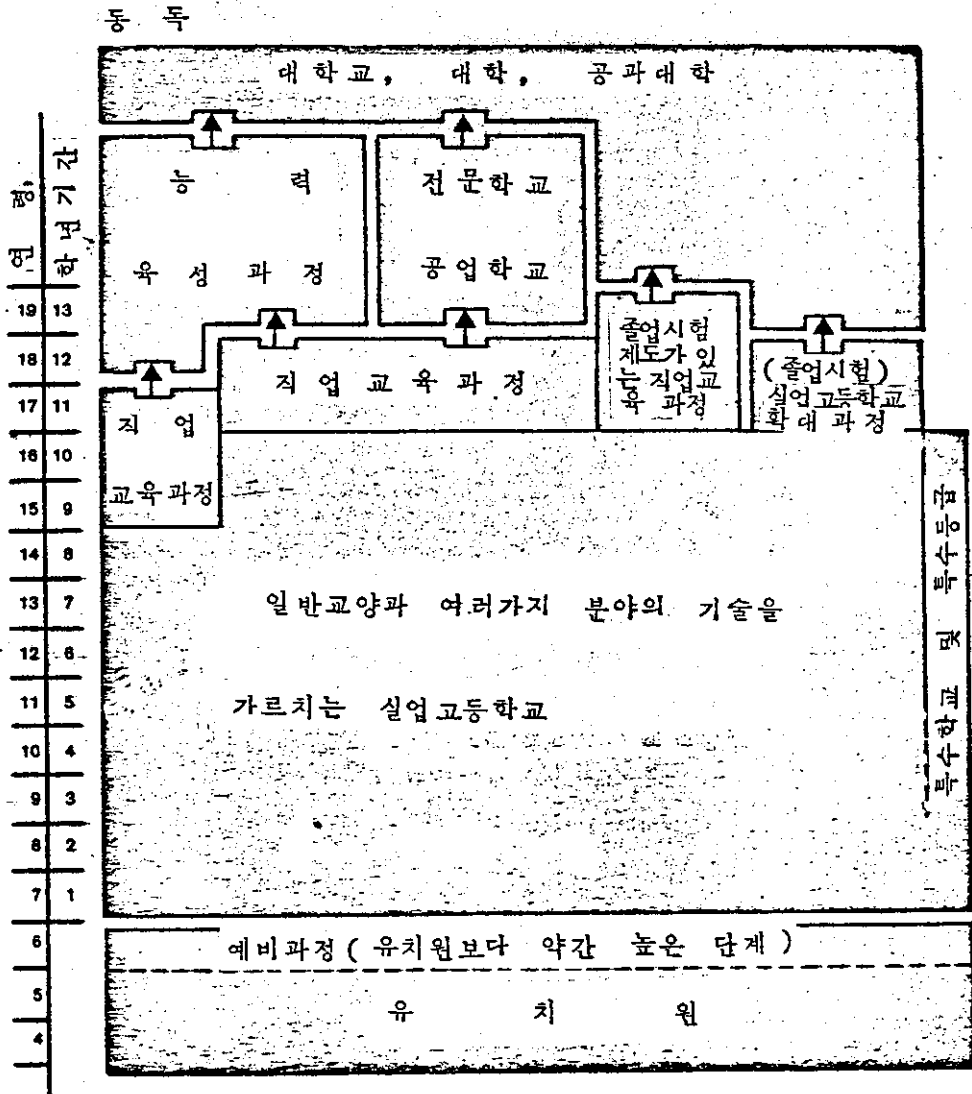 동 독
대학교, 대학, 공과대학
능 력
육성과정
전문학교
공업학교
졸업시험
제도가 있
는 직업교
육 과정
(졸업시험)
실업고등학교
확대과정
직업교육과정
직 업
교육과정
일반교양과 여러가지 분야의 기술을
가르치는 실업고등학교
특수학교 및 특수등급
예비과정(유치원보다 약간 높은 단계)
유 치 원
연령, 학년기간
19 13
18 12
17 11
16 10
15 9
14 8
13 7
12 6
11 5
10 4
9 3
8 2
7 1
6
5
4